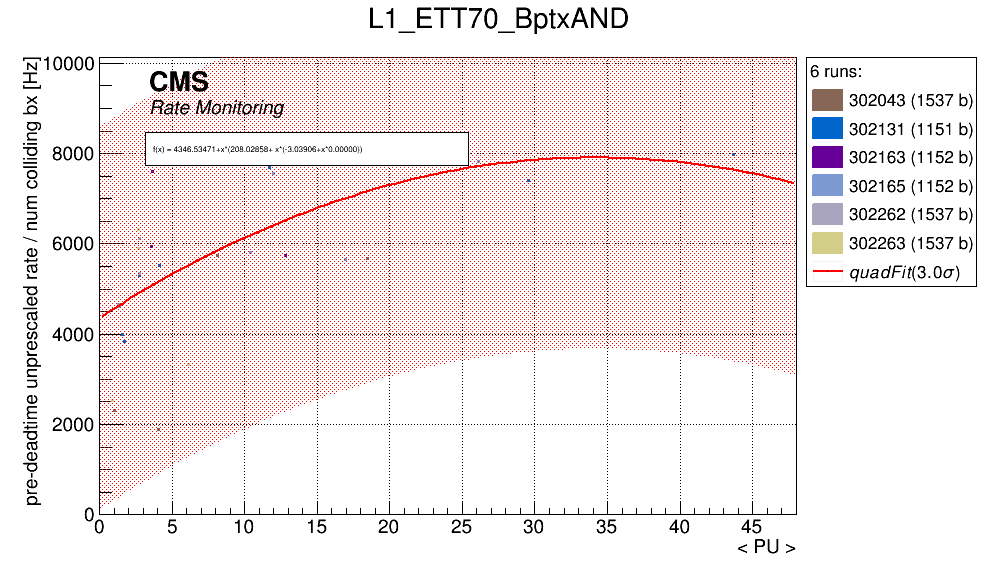 L1_ETT70_BptxAND
pre-deadtime unprescaled rate / num colliding bx [Hz]
10000
8000
6000
4000
2000
0
CMS
Rate Monitoring
f(x) = 4346.53471+x*(208.02858+ x*(-3.03906+x*0.00000))
0 5 10 15 20 25 30 35 40 45
< PU >
6 runs:
302043 (1537 b)
302131 (1151 b)
302163 (1152 b)
302165 (1152 b)
302262 (1537 b)
302263 (1537 b)
quadFit(3.0σ)